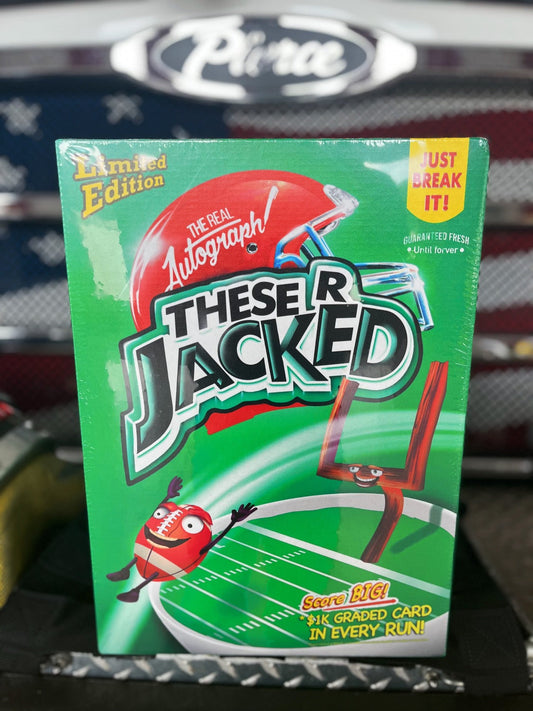 Pierce
Limited
Edition
JUST
BREAK
IT!
THE REAL
Autograph!
GUARANTEED FRESH
• Until forver •
THESE R
JACKED
Score BIG!
*$1K GRADED CARD
IN EVERY RUN!